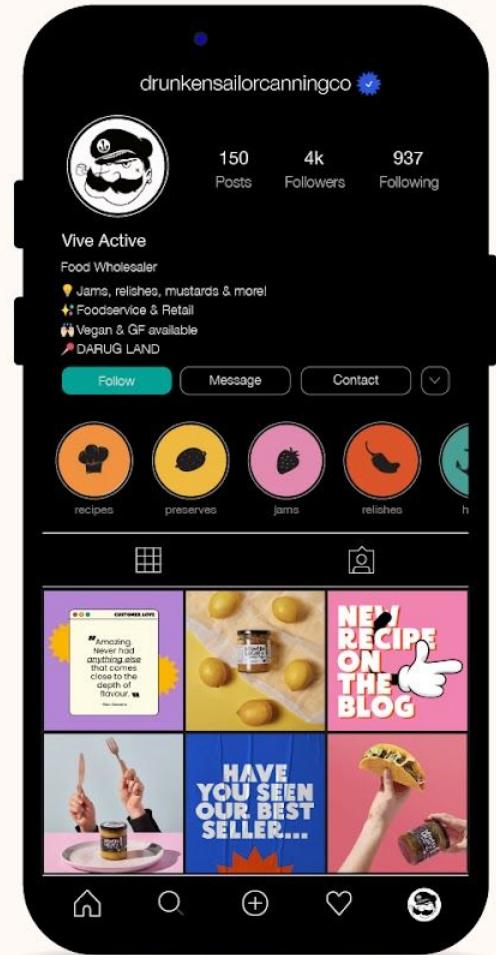 drunkensailorcanningco
150
4k
937
Posts
Followers
Following
Vive Active
Food Wholesaler
Jams, relishes, mustards & more!
Foodservice & Retail
Vegan & GF available
DARUG LAND
Follow
Message
Contact
recipes
preserves
jams
relishes
h
CUSTOMER LOVE
"Amazing.
Never had
anything else
that comes
close to the
depth of
flavour. "
NEW
RECIPE
ON
THE
BLOG
HAVE
YOU SEEN
OUR BEST
SELLER...